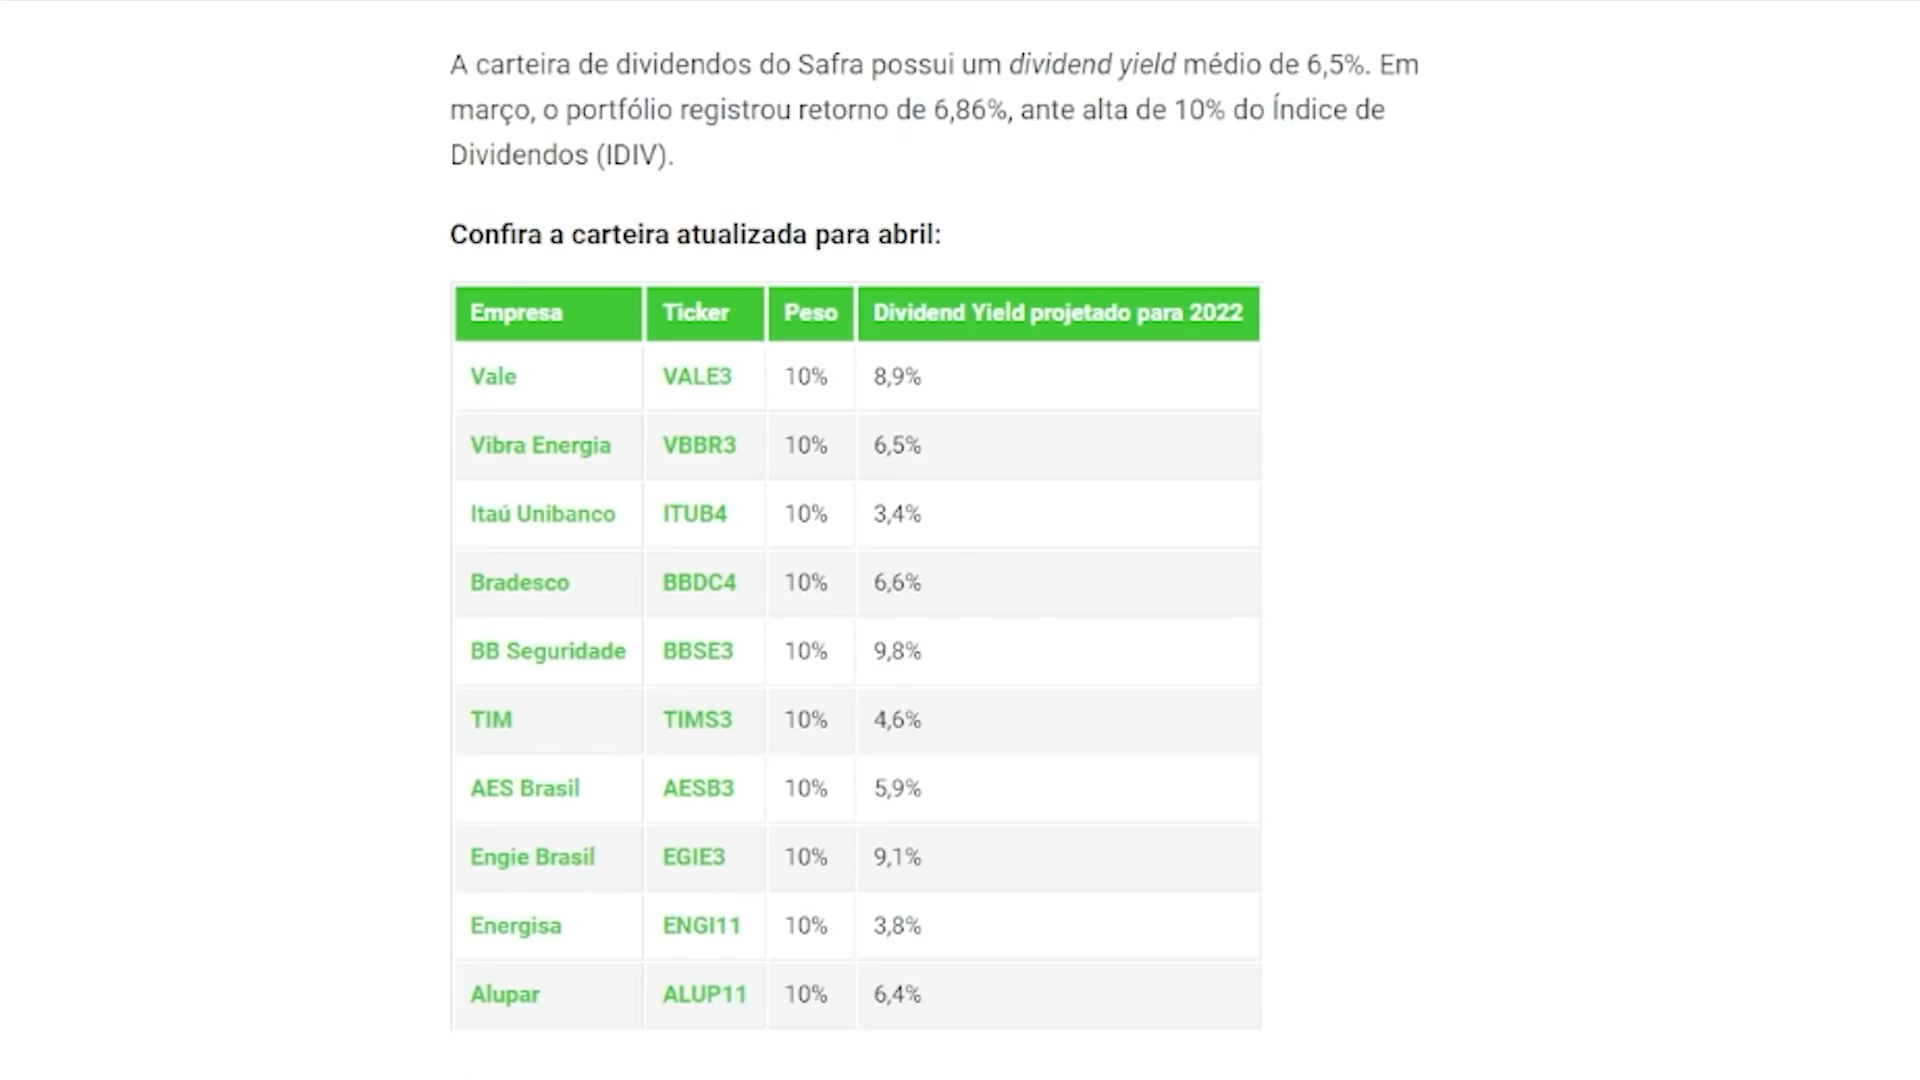 A carteira de dividendos do Safra possui um dividend yield médio de 6,5%. Em
março, o portfólio registrou retorno de 6,86%, ante alta de 10% do Índice de
Dividendos (IDIV).
Confira a carteira atualizada para abril:
Empresa Ticker Peso Dividend Yield projetado para 2022
Vale VALE3 10% 8,9%
Vibra Energia VBBR3 10% 6,5%
Itaú Unibanco ITUB4 10% 3,4%
Bradesco BBDC4 10% 6,6%
BB Seguridade BBSE3 10% 9,8%
TIM TIMS3 10% 4,6%
AES Brasil AESB3 10% 5,9%
Engie Brasil EGIE3 10% 9,1%
Energisa ENGI11 10% 3,8%
Alupar ALUP11 10% 6,4%